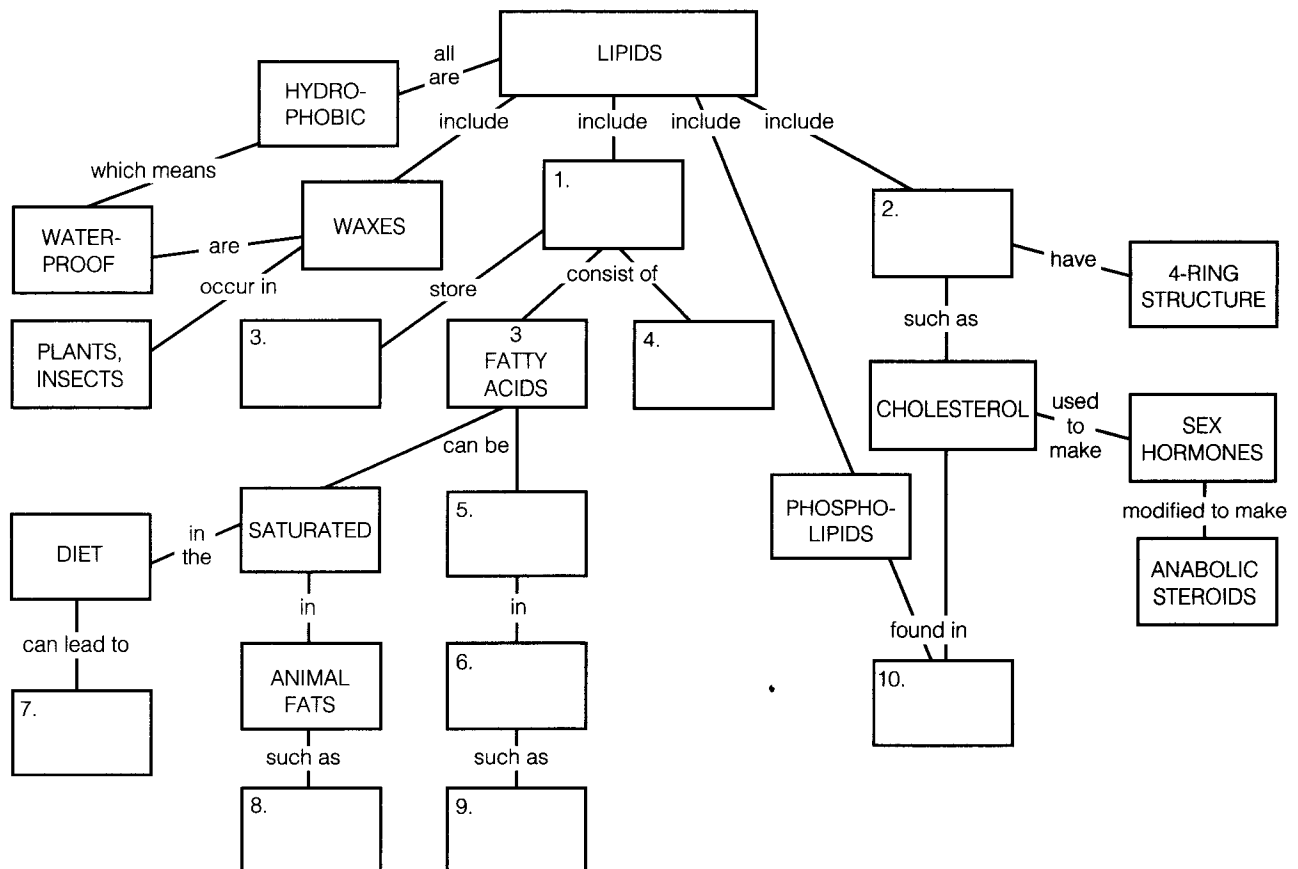 LIPIDS
all
are
HYDRO-
PHOBIC
include
include
include
include
which means
WATER-
PROOF
are
WAXES
1.
2.
have
4-RING
STRUCTURE
occur in
store
consist of
such as
PLANTS,
INSECTS
3.
3
FATTY
ACIDS
4.
CHOLESTEROL
used
to
make
SEX
HORMONES
can be
modified to make
DIET
in
the
SATURATED
5.
PHOSPHO-
LIPIDS
ANABOLIC
STEROIDS
in
in
can lead to
found in
7.
ANIMAL
FATS
6.
10.
such as
such as
8.
9.